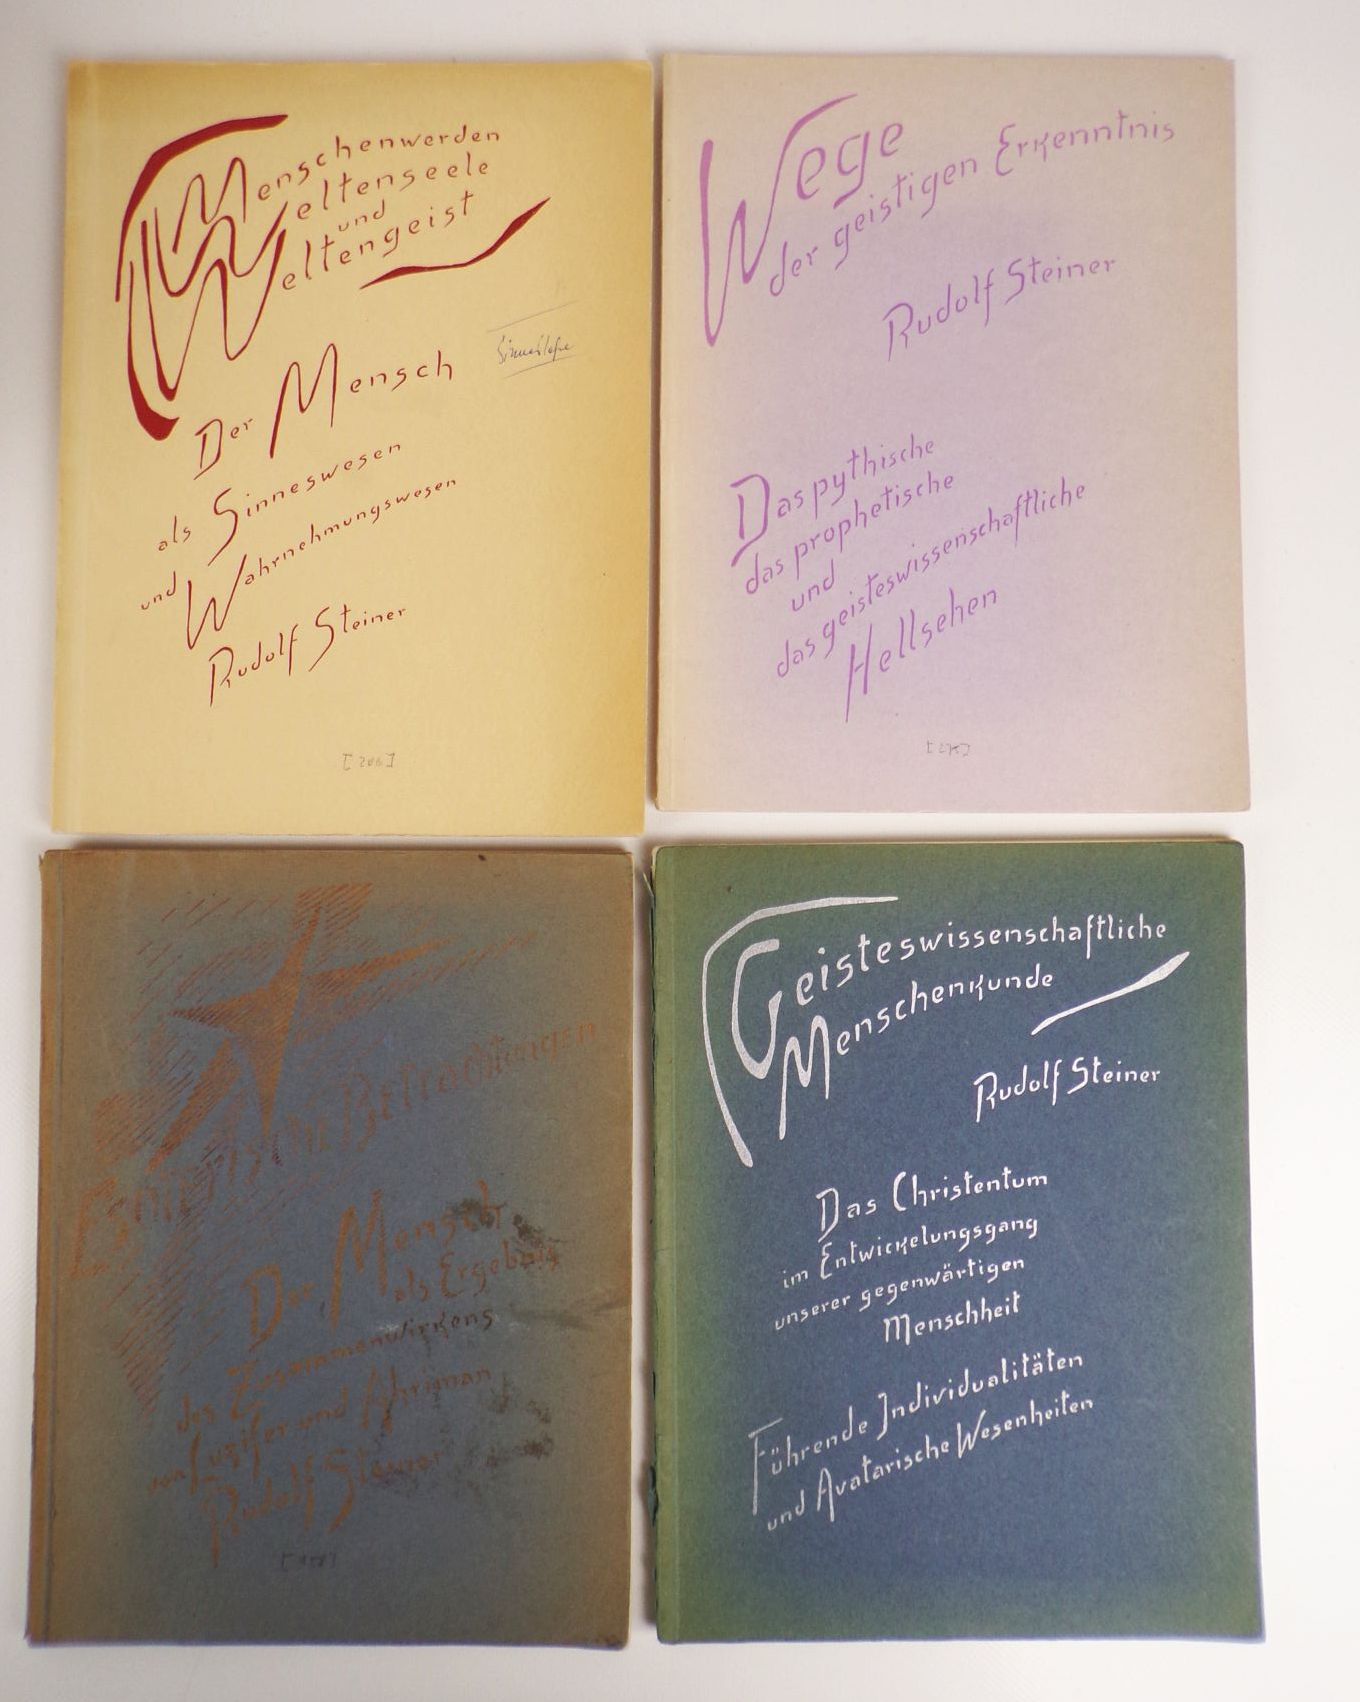 Menschenwerden
Weltenseele
und
Weltengeist
Der Mensch
als Sinneswesen
und Wahrnehmungswesen
Rudolf Steiner
Wege
der geistigen Erkenntnis
Rudolf Steiner
Das pythische
das prophetische
und
das geisteswissenschaftliche
Hellsehen
[275]
Esoterische Betrachtungen
Der Mensch
als Ergebnis
des Zusammenwirkens
von Luzifer und Ahriman
Rudolf Steiner
Geisteswissenschaftliche
Menschenkunde
Rudolf Steiner
Das Christentum
im Entwickelungsgang
unserer gegenwärtigen
Menschheit
Führende Individualitäten
und Avatarische Wesenheiten